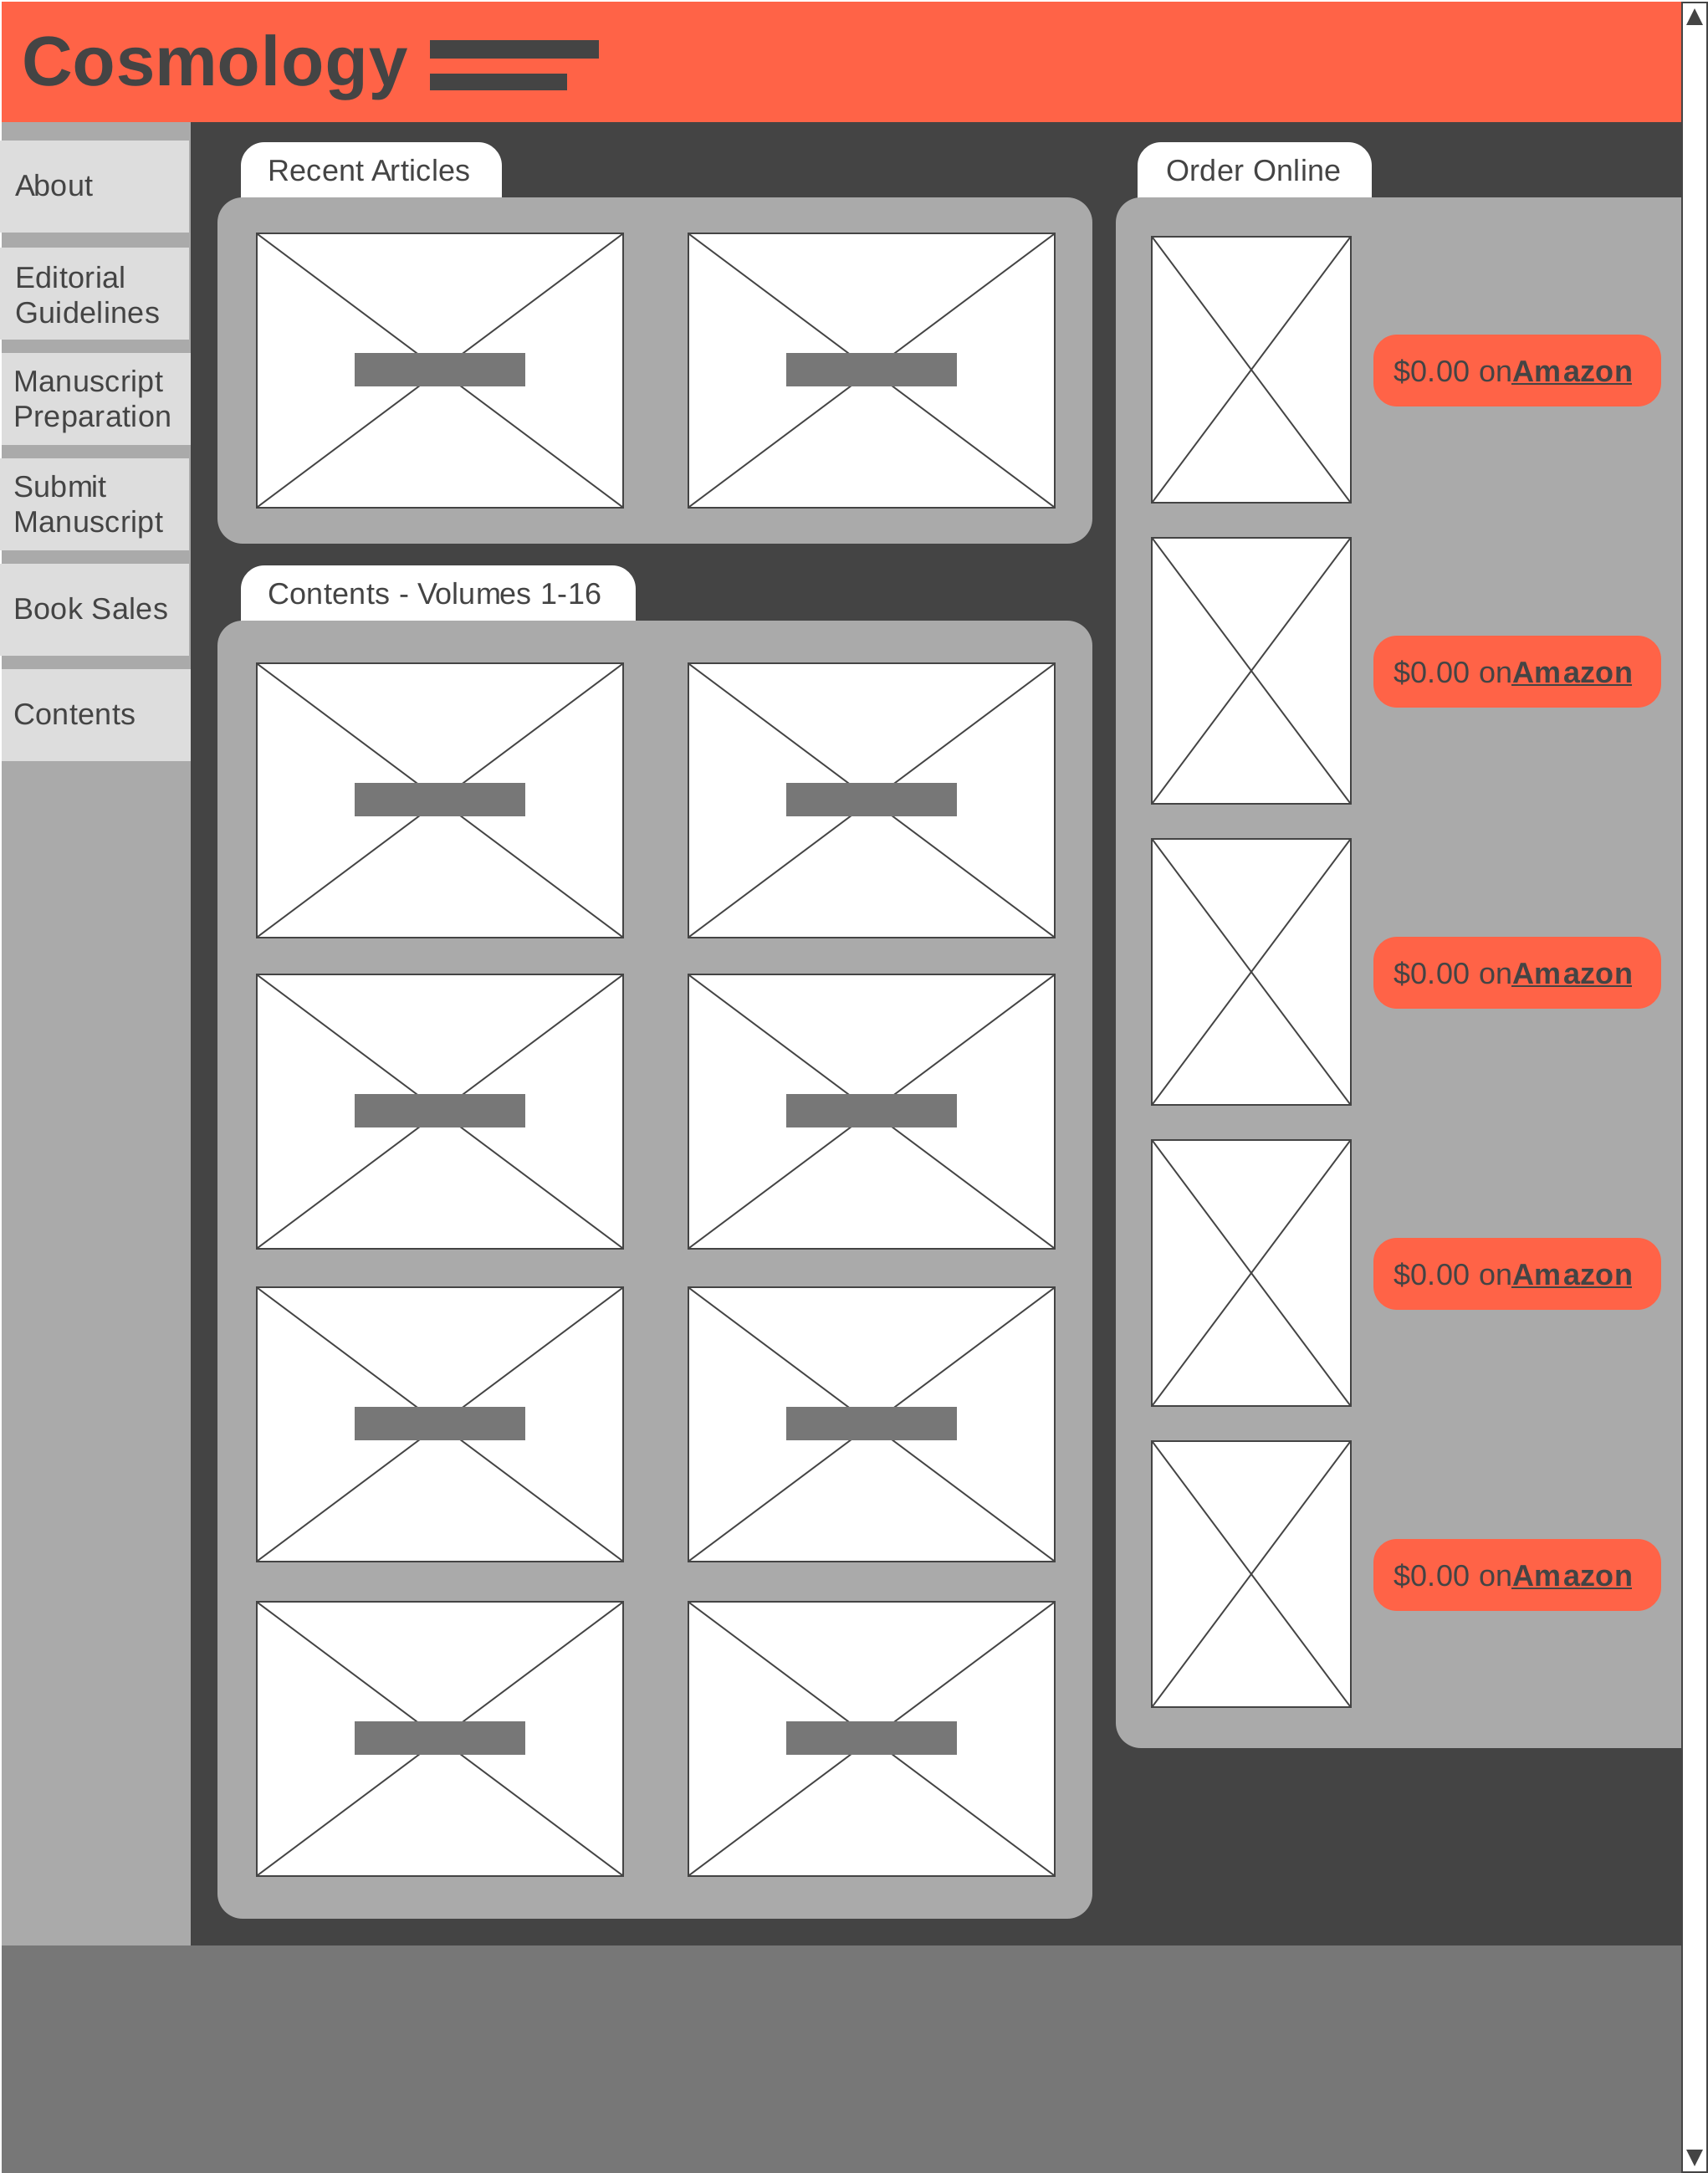 Cosmology
About
Editorial
Guidelines
Manuscript
Preparation
Submit
Manuscript
Book Sales
Contents
Recent Articles
Contents - Volumes 1-16
Order Online
$0.00 onAmazon
$0.00 onAmazon
$0.00 onAmazon
$0.00 onAmazon
$0.00 onAmazon